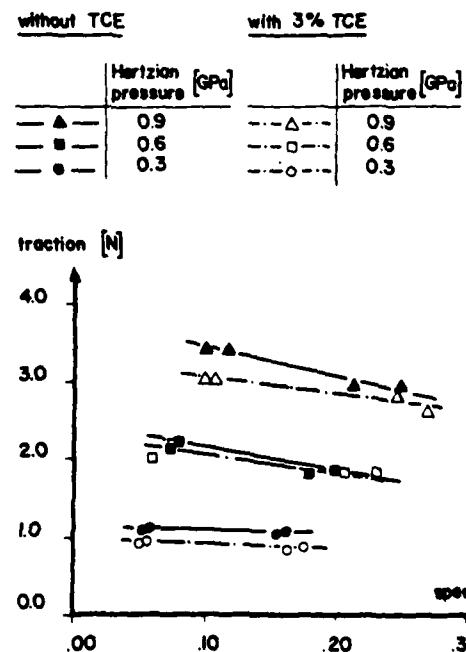 without TCE with 3% TCE
Hertzian pressure [GPa] Hertzian pressure [GPa]
0.9 0.9
0.6 0.6
0.3 0.3
traction [N]
4.0
3.0
2.0
1.0
0.0
.00 .10 .20